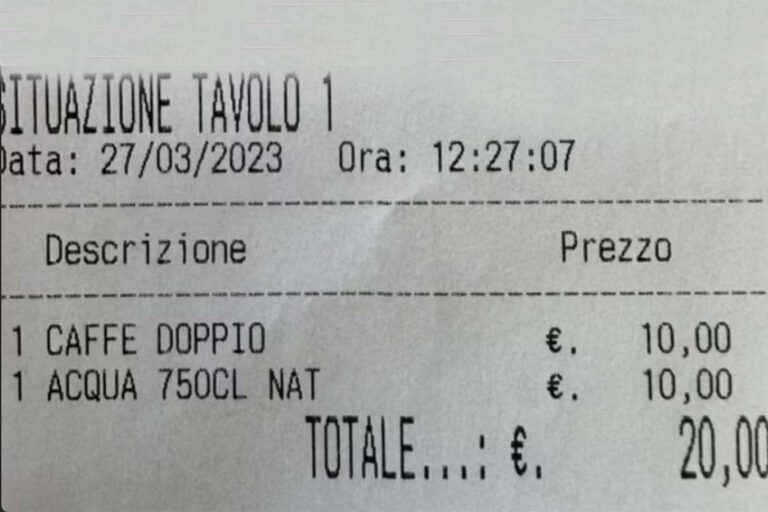 SITUAZIONE TAVOLO 1
Data: 27/03/2023 Ora: 12:27:07
Descrizione Prezzo
1 CAFFE DOPPIO €. 10,00
1 ACQUA 750CL NAT €. 10,00
TOTALE...: €. 20,00